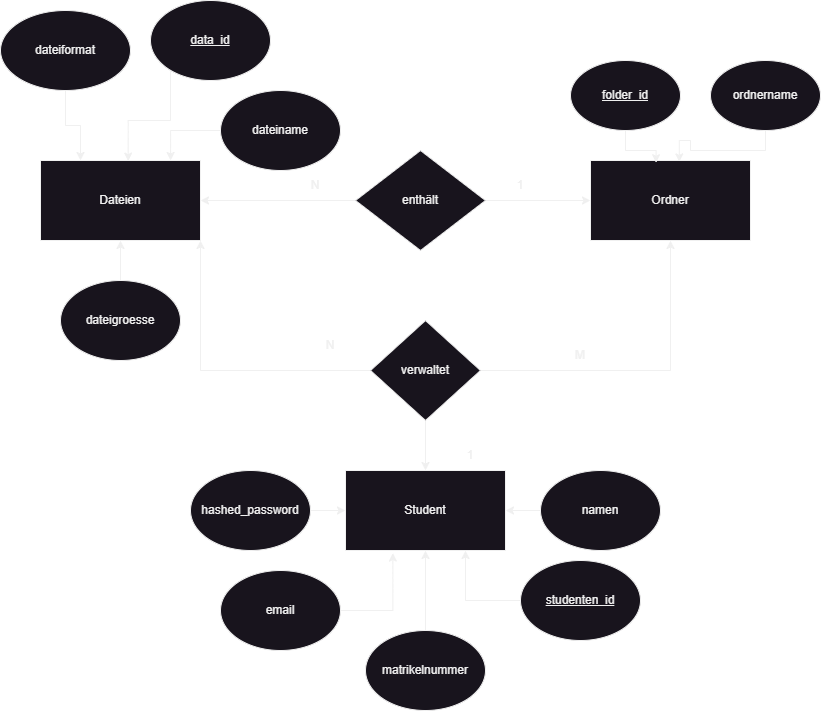 dateiformat
data_id
dateiname
folder_id
ordnername
Dateien
N
enthält
1
Ordner
dateigroesse
N
verwaltet
M
1
hashed_password
Student
namen
email
studenten_id
matrikelnummer